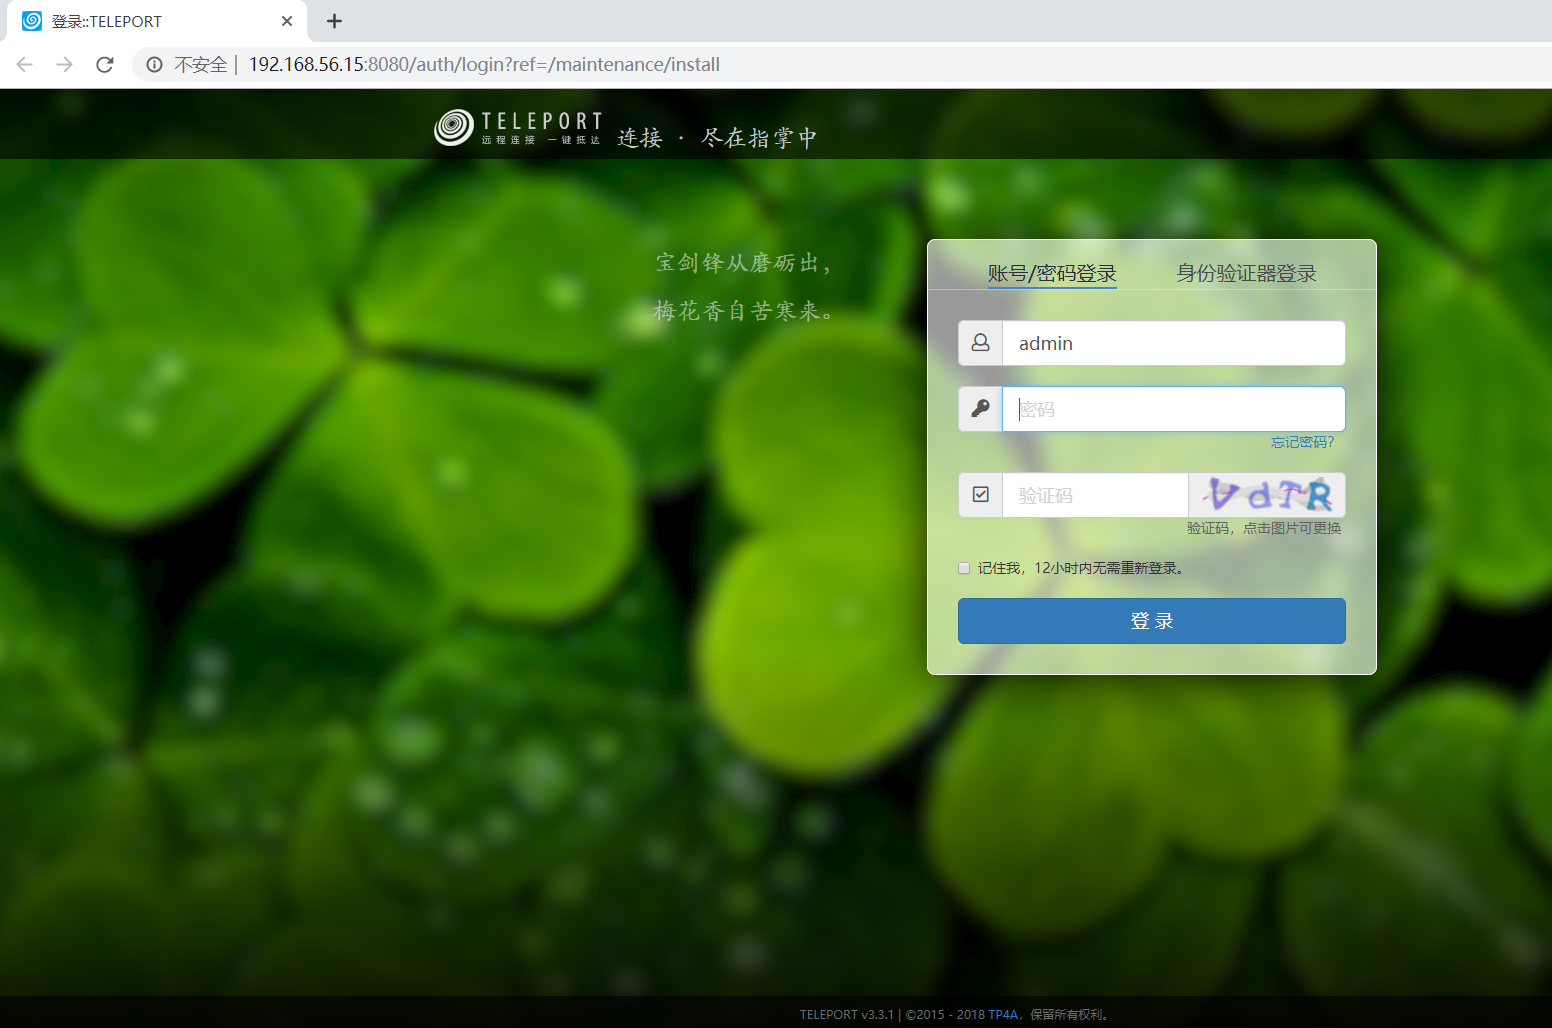 登录::TELEPORT
不安全 | 192.168.56.15:8080/auth/login?ref=/maintenance/install
TELEPORT
远程连接 一键抵达
连接 · 尽在指掌中
宝剑锋从磨砺出，
梅花香自苦寒来。
账号/密码登录 身份验证器登录
admin
密码
忘记密码?
验证码 VdTR
验证码，点击图片可更换
记住我，12小时内无需重新登录。
登 录
TELEPORT v3.3.1 | ©2015 - 2018 TP4A，保留所有权利。